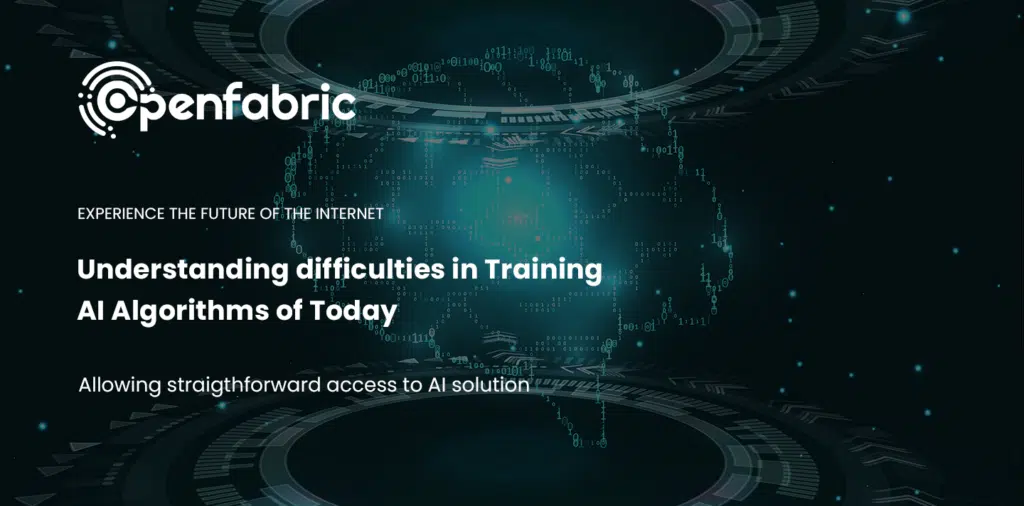 Openfabric
EXPERIENCE THE FUTURE OF THE INTERNET
Understanding difficulties in Training
AI Algorithms of Today
Allowing straigthforward access to AI solution